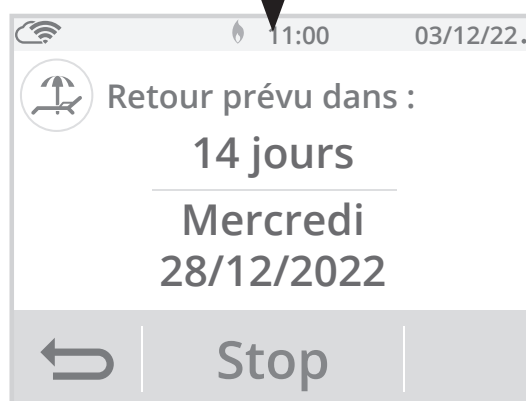 11:00 03/12/22.
Retour prévu dans :
14 jours
Mercredi
28/12/2022
Stop